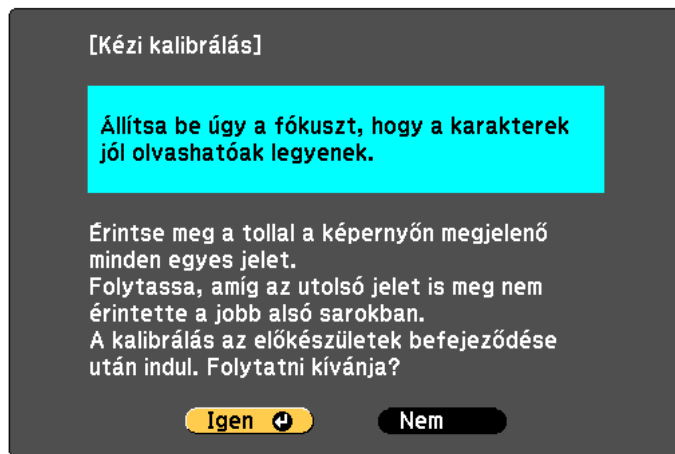 [Kézi kalibrálás]
Állítsa be úgy a fókuszt, hogy a karakterek
jól olvashatóak legyenek.
Érintse meg a tollal a képernyőn megjelenő
minden egyes jelet.
Folytassa, amíg az utolsó jelet is meg nem
érintette a jobb alsó sarokban.
A kalibrálás az előkészületek befejeződése
után indul. Folytatni kívánja?
Igen Nem